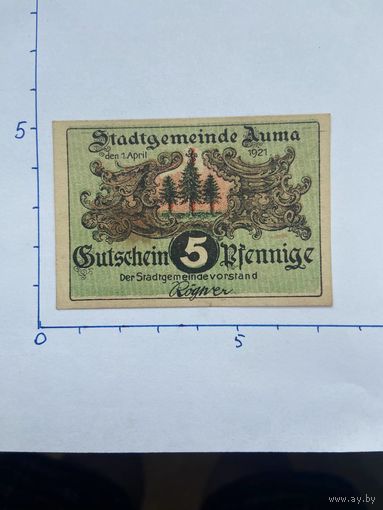 Stadtgemeinde Auma
den 1. April 1921
Gutschein 5 Pfennige
Der Stadtgemeindevorstand
5
0 5
www.ay.by